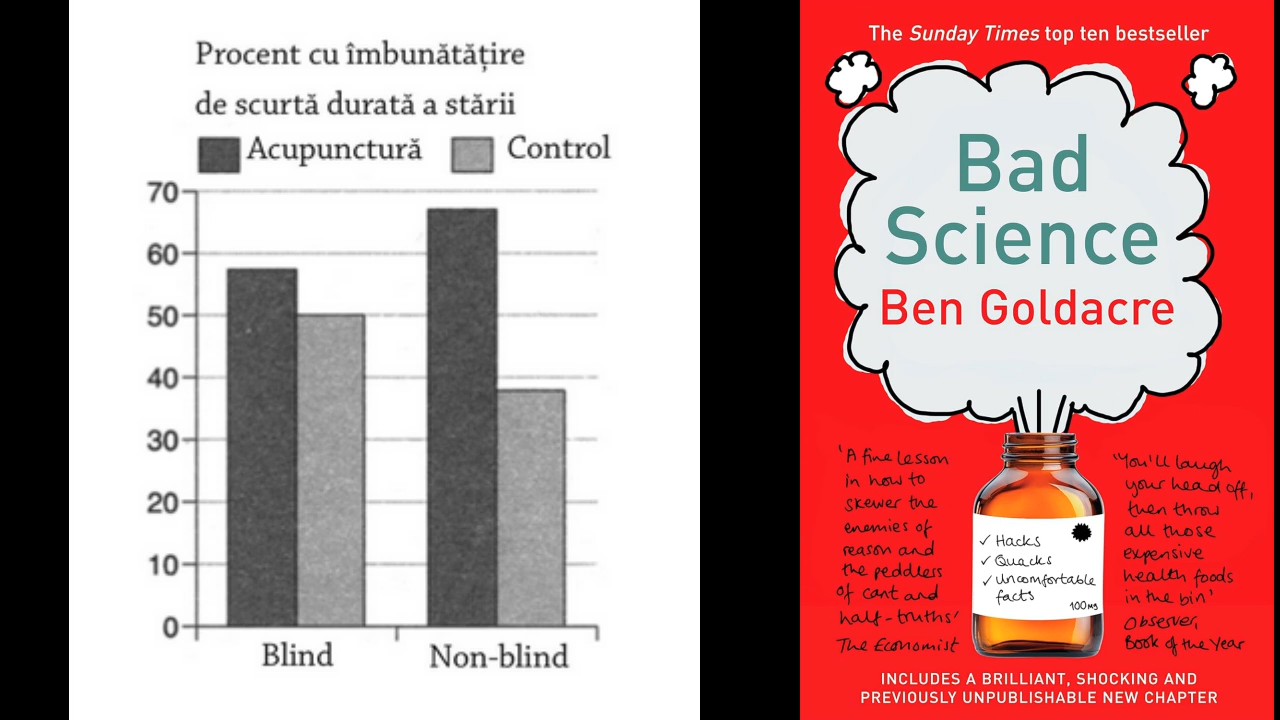 Procent cu îmbunătățire
de scurtă durată a stării
Acupunctură Control
70
60
50
40
30
20
10
0
Blind Non-blind
The Sunday Times top ten bestseller
Bad
Science
Ben Goldacre
'A fine lesson
in how to
skewer the
enemies of
reason and
the peddlers
of cant and
half-truths'
The Economist
✓ Hacks
✓ Quacks
✓ Uncomfortable
facts
100mg
'You'll laugh
your head off,
then throw
all those
expensive
health foods
in the bin'
Observer,
Book of the Year
INCLUDES A BRILLIANT, SHOCKING AND
PREVIOUSLY UNPUBLISHABLE NEW CHAPTER